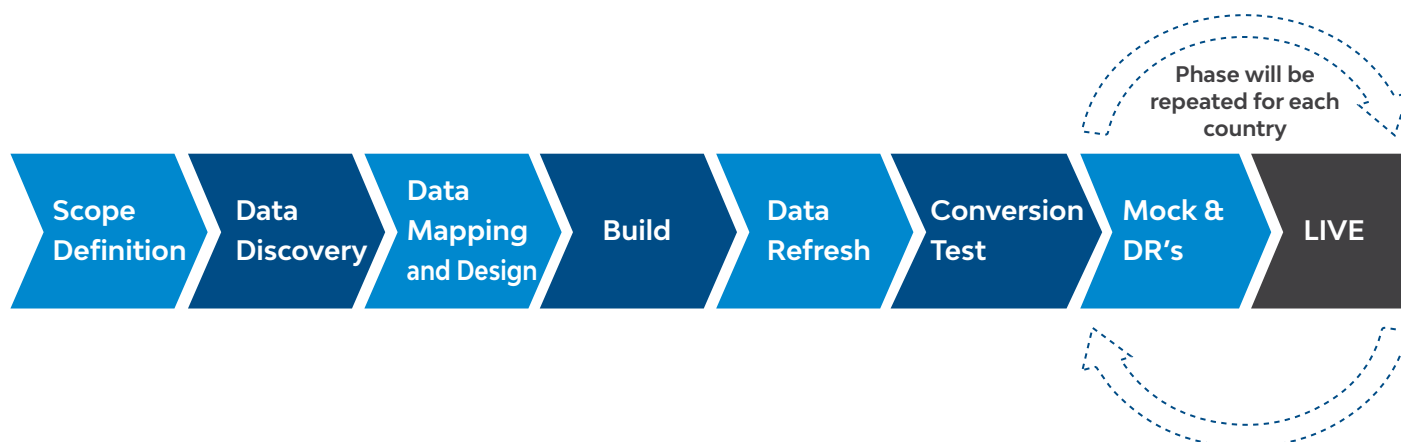 Phase will be
repeated for each
country
Scope
Definition
Data
Discovery
Data
Mapping
and Design
Build
Data
Refresh
Conversion
Test
Mock &
DR's
LIVE